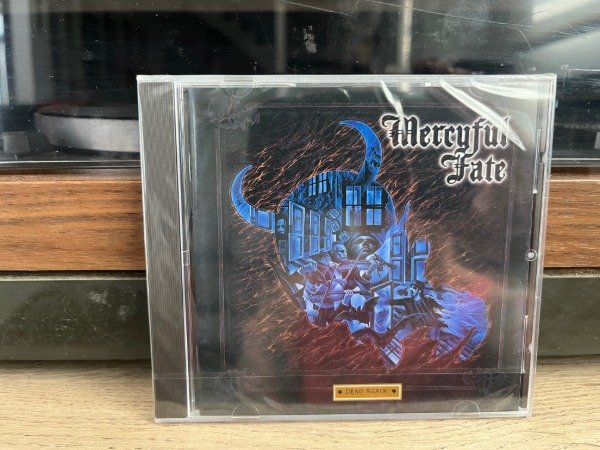 Mercyful
Fate
DEAD AGAIN